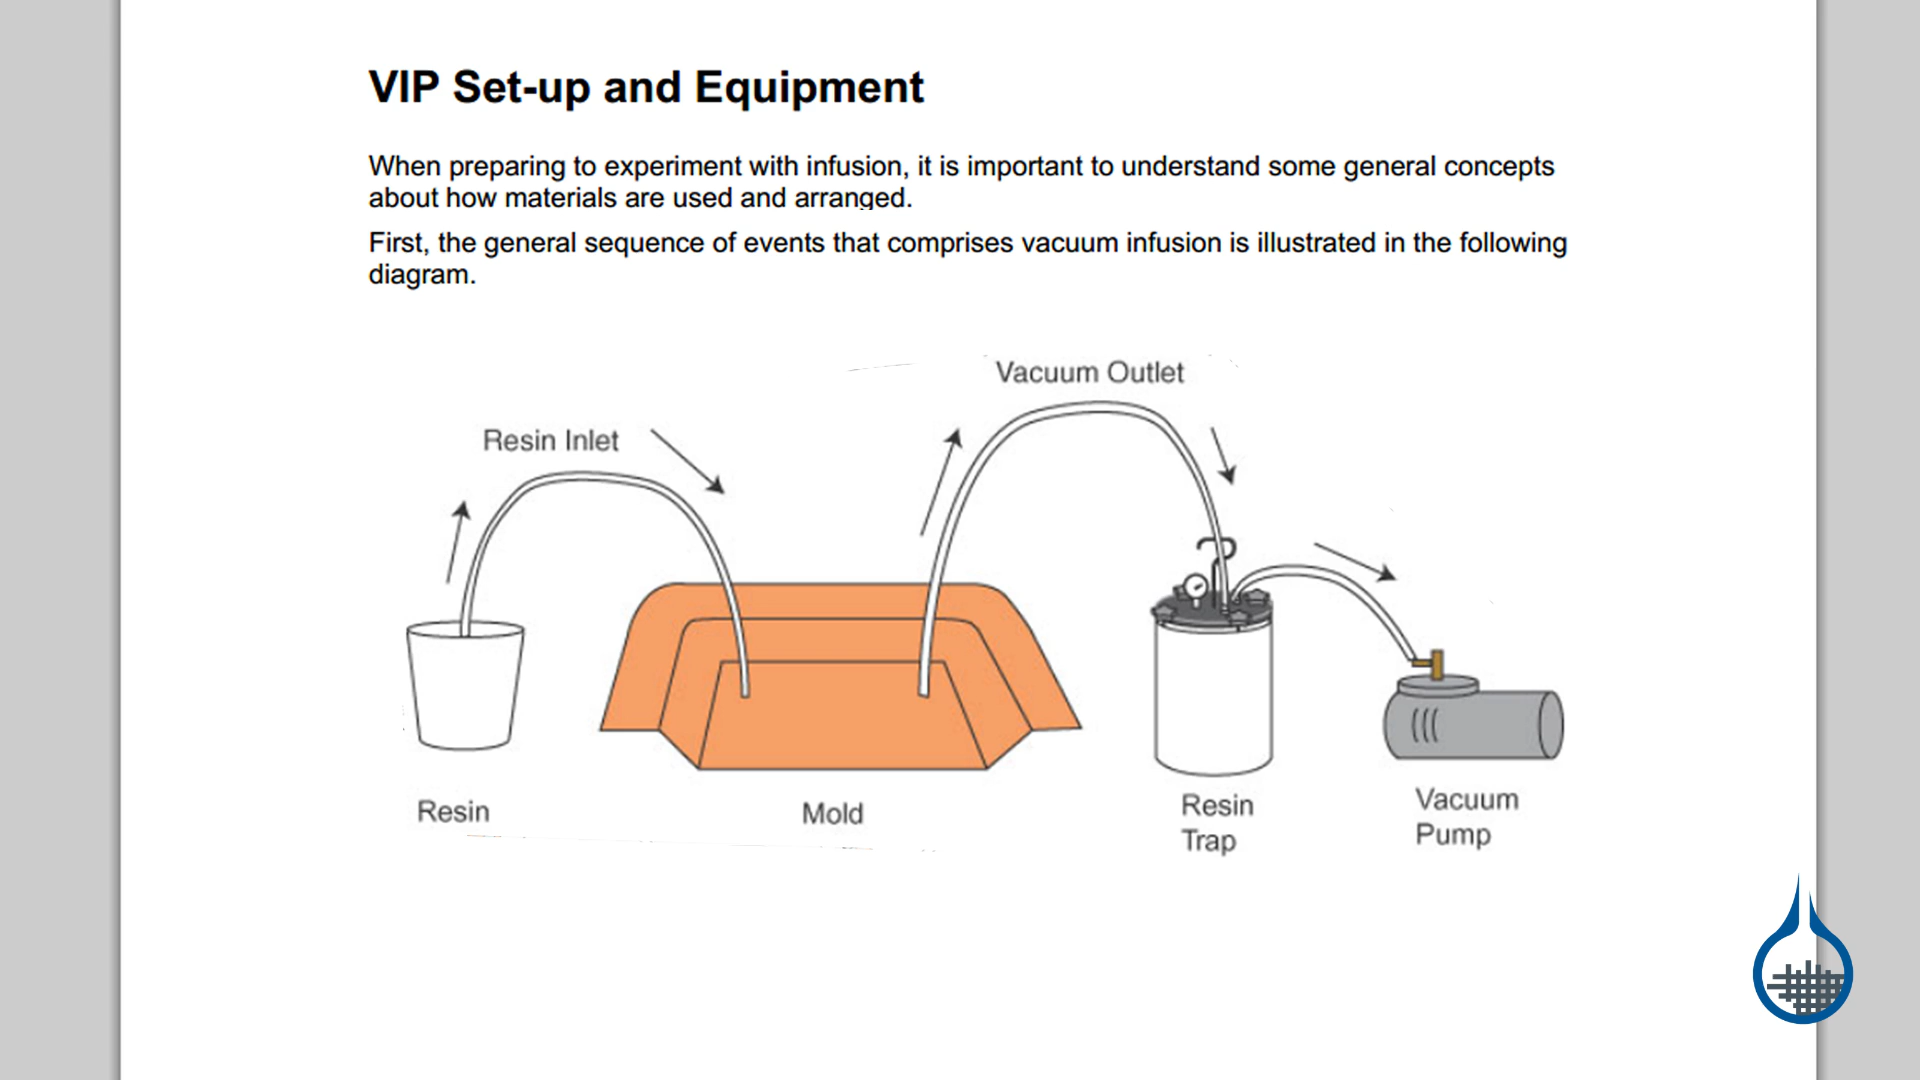 VIP Set-up and Equipment
When preparing to experiment with infusion, it is important to understand some general concepts
about how materials are used and arranged.
First, the general sequence of events that comprises vacuum infusion is illustrated in the following
diagram.
Vacuum Outlet
Resin Inlet
Resin
Mold
Resin
Trap
Vacuum
Pump